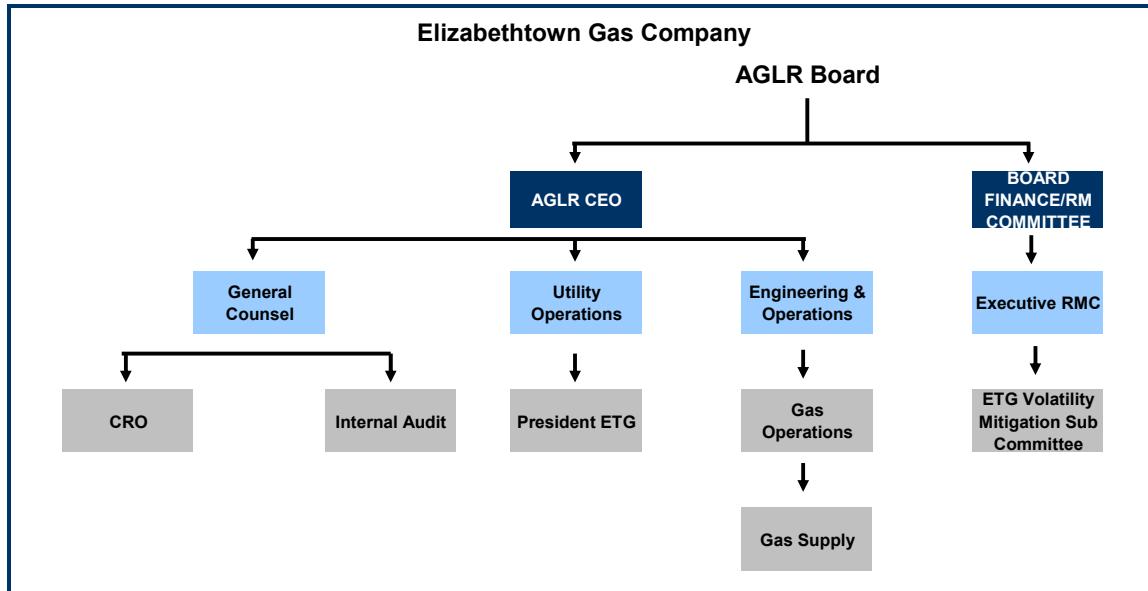 Elizabethtown Gas Company
AGLR Board
AGLR CEO
BOARD
FINANCE/RM
COMMITTEE
General
Counsel
Utility
Operations
Engineering &
Operations
Executive RMC
CRO
Internal Audit
President ETG
Gas
Operations
ETG Volatility
Mitigation Sub
Committee
Gas Supply